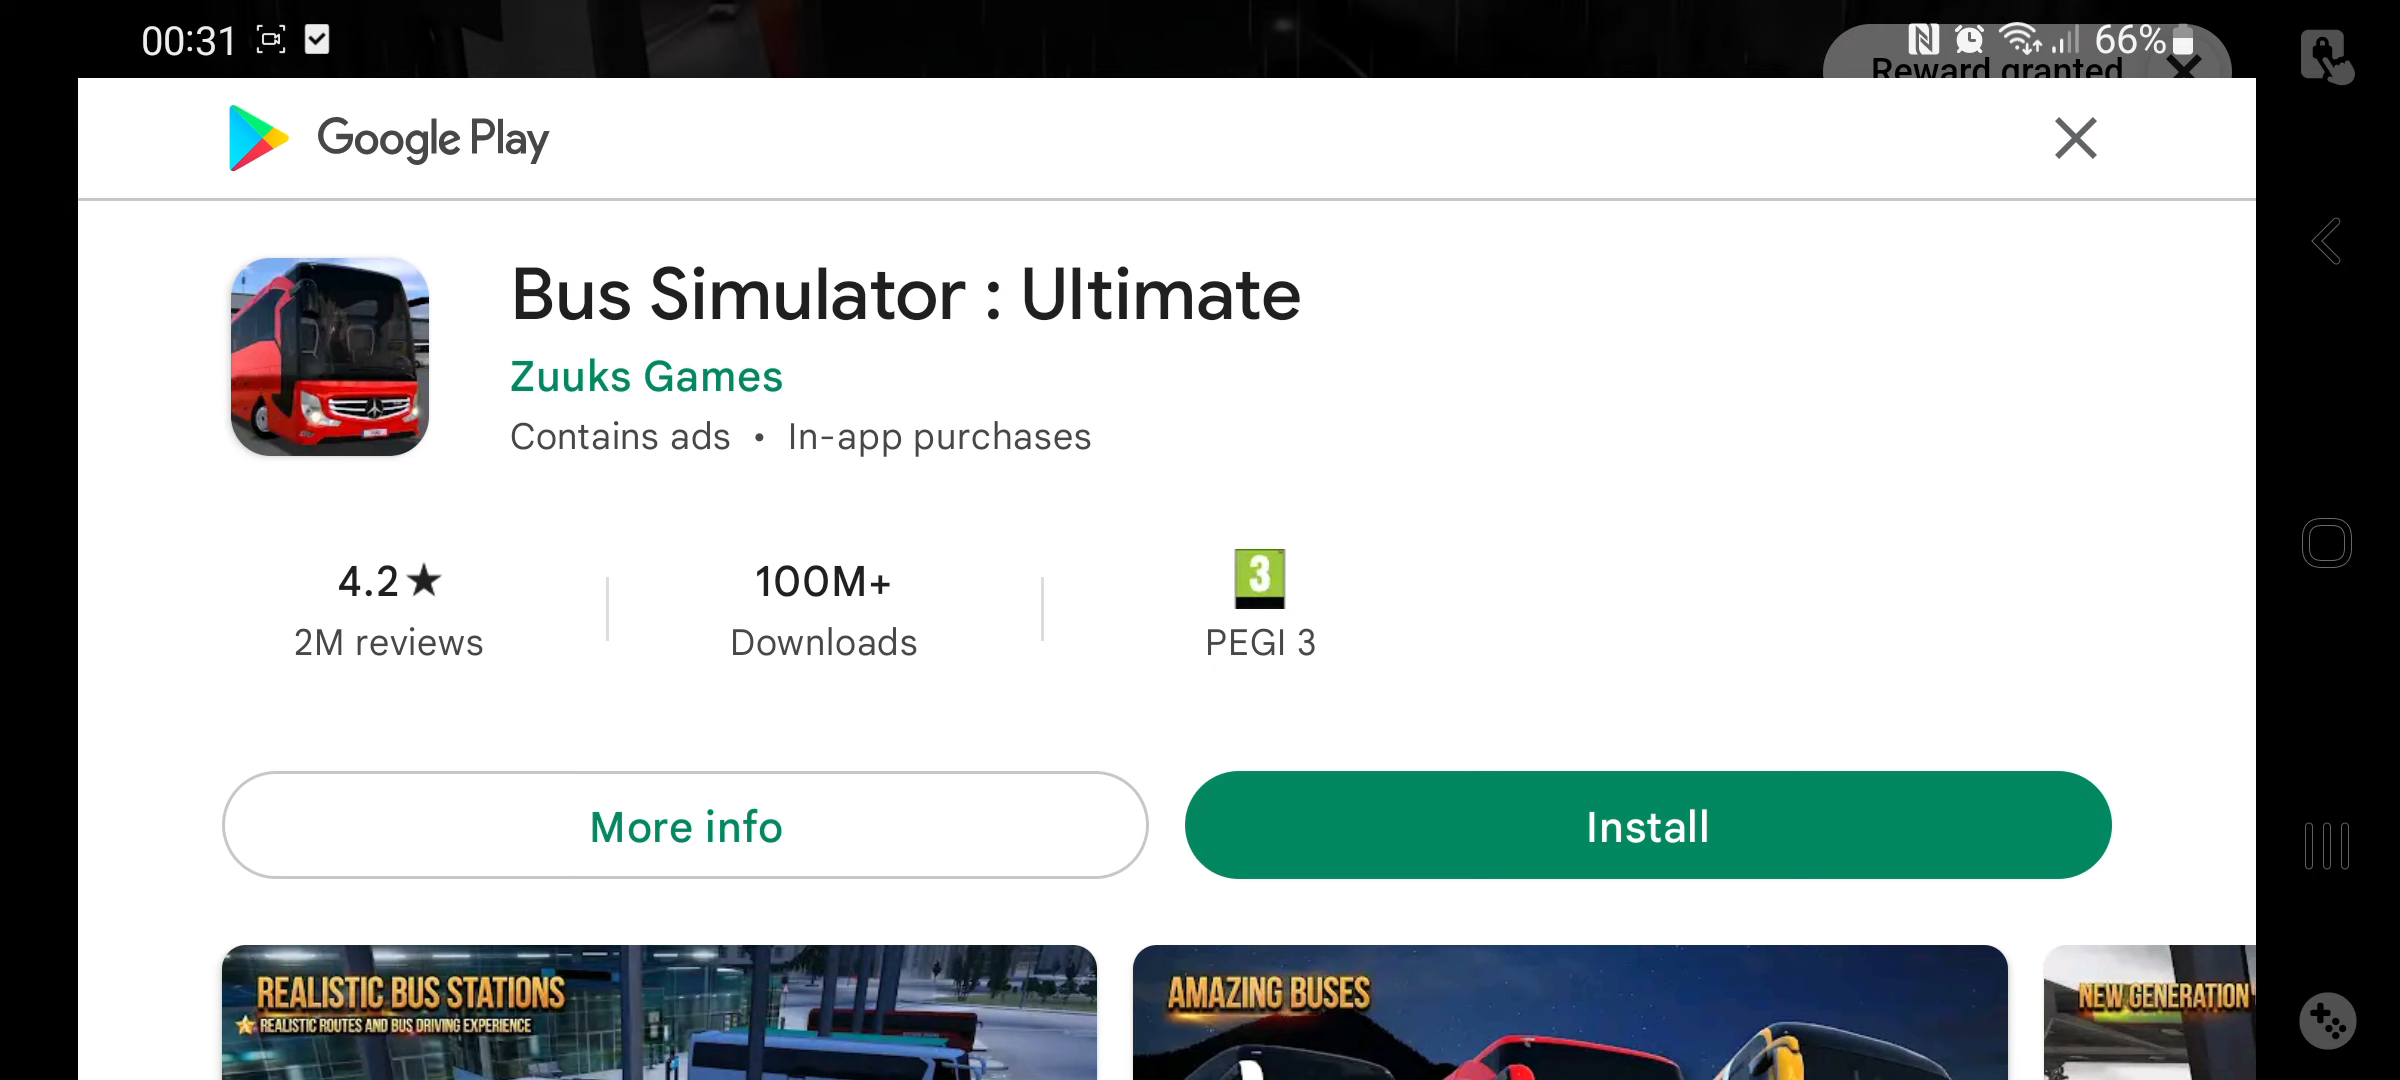 00:31
66%
Reward granted
Google Play
Bus Simulator : Ultimate
Zuuks Games
Contains ads • In-app purchases
4.2★
2M reviews
100M+
Downloads
3
PEGI 3
More info
Install
REALISTIC BUS STATIONS
REALISTIC ROUTES AND BUS DRIVING EXPERIENCE
AMAZING BUSES
NEW GENERATION